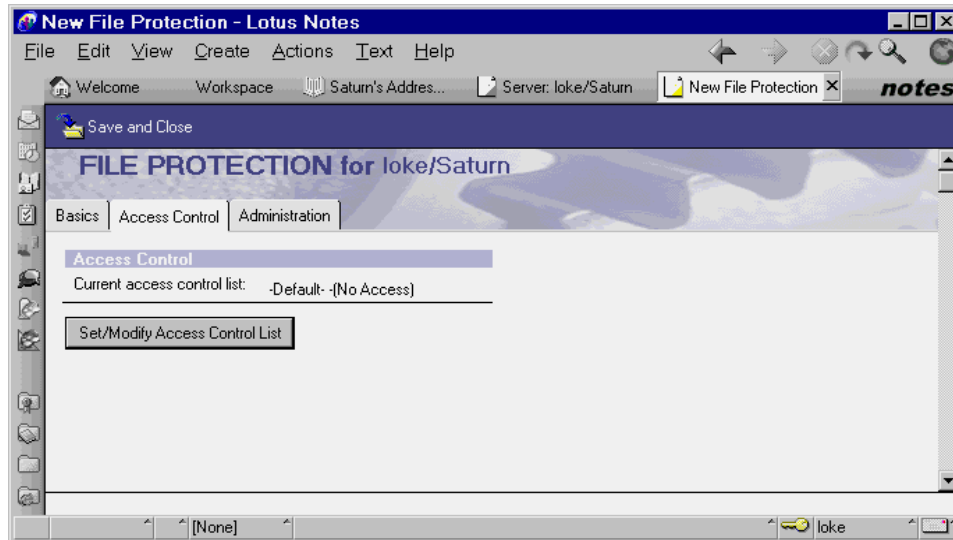 New File Protection - Lotus Notes
File Edit View Create Actions Text Help
Welcome Workspace Saturn's Addres... Server: loke/Saturn New File Protection notes
Save and Close
FILE PROTECTION for loke/Saturn
Basics Access Control Administration
Access Control
Current access control list: -Default- -(No Access)
Set/Modify Access Control List
[None] loke